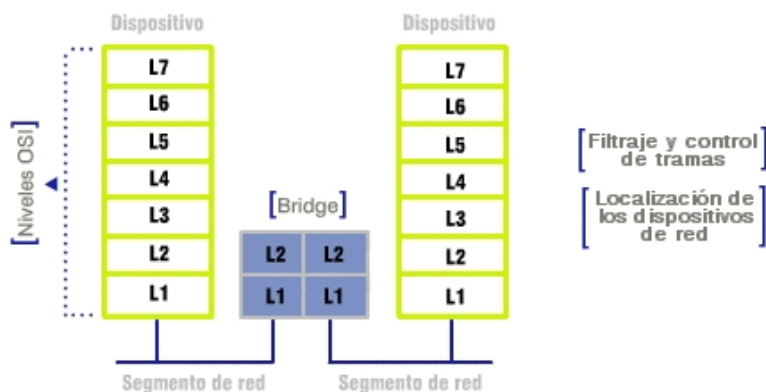 Dispositivo
Dispositivo
[Niveles OSI]
L7
L6
L5
L4
L3
L2
L1
[Bridge]
L2 L2
L1 L1
L7
L6
L5
L4
L3
L2
L1
[Filtraje y control
de tramas]
[Localización de
los dispositivos
de red]
Segmento de red
Segmento de red